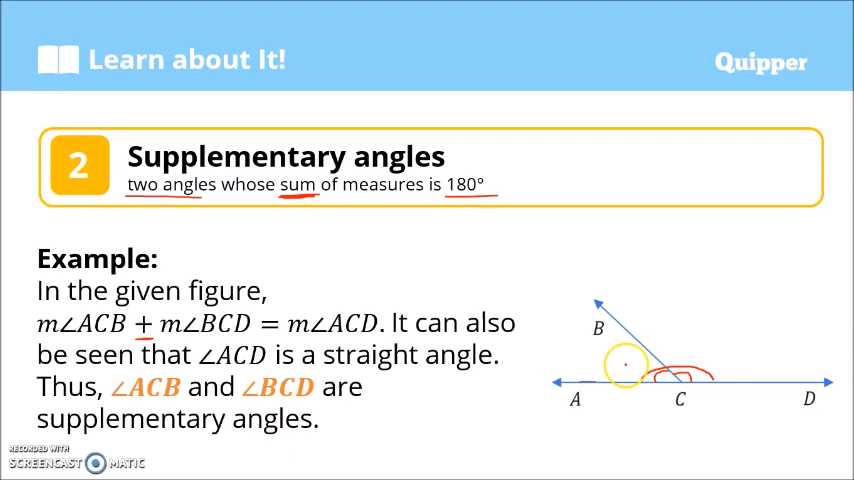 Learn about It!
Quipper
2
Supplementary angles
two angles whose sum of measures is 180°
Example:
In the given figure,
m∠ACB + m∠BCD = m∠ACD. It can also
be seen that ∠ACD is a straight angle.
Thus, ∠ACB and ∠BCD are
supplementary angles.
B
A
C
D
RECORDED WITH
SCREENCAST MATIC